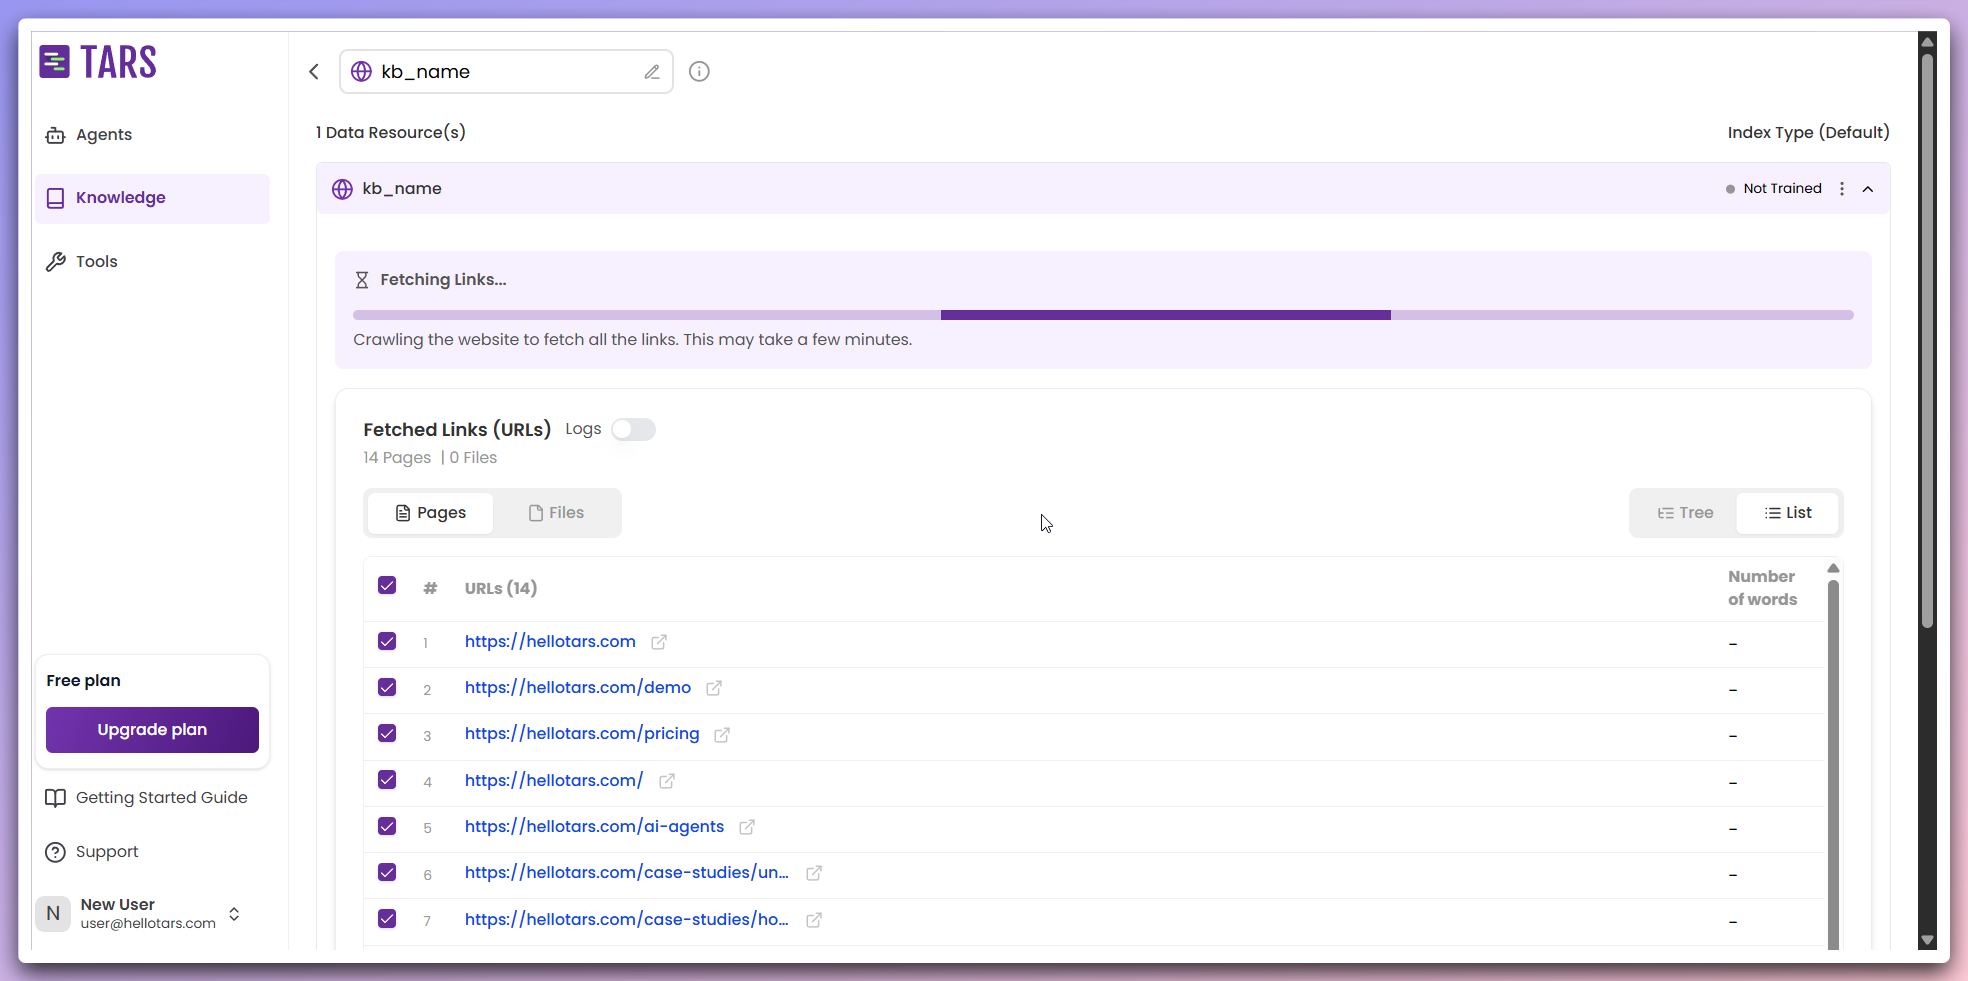 TARS
Agents
Knowledge
Tools
Free plan
Upgrade plan
Getting Started Guide
Support
N
New User
user@hellotars.com
kb_name
1 Data Resource(s)
Index Type (Default)
kb_name
Not Trained
Fetching Links...
Crawling the website to fetch all the links. This may take a few minutes.
Fetched Links (URLs) Logs
14 Pages | 0 Files
Pages Files
Tree List
# URLs (14) Number of words
1 https://hellotars.com –
2 https://hellotars.com/demo –
3 https://hellotars.com/pricing –
4 https://hellotars.com/ –
5 https://hellotars.com/ai-agents –
6 https://hellotars.com/case-studies/un... –
7 https://hellotars.com/case-studies/ho... –